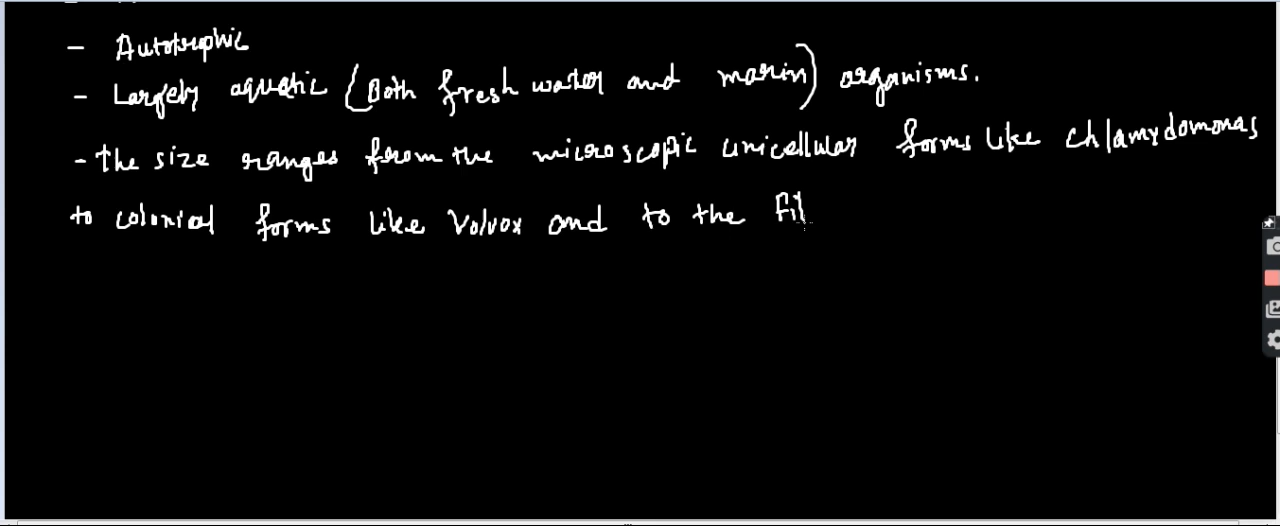 - Autotrophic
- Largely aquatic (Both fresh water and marin) organisms.
- the size ranges from the microscopic unicellular forms like chlamydomonas
to colonial forms like Volvox and to the fil